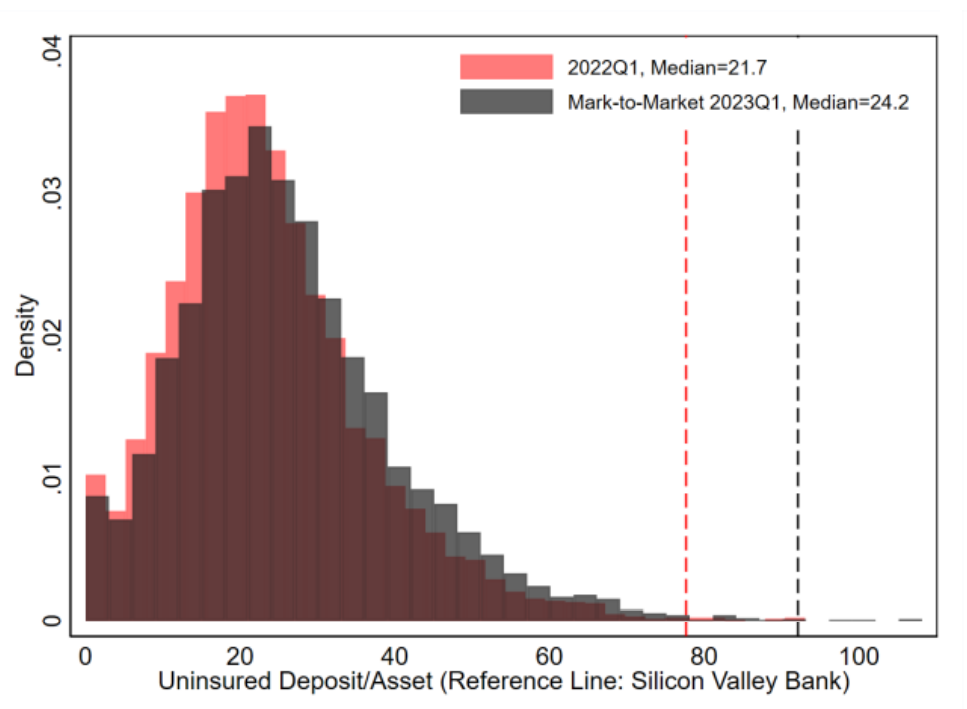 2022Q1, Median=21.7
Mark-to-Market 2023Q1, Median=24.2
.04
.03
.02
.01
0
Density
0 20 40 60 80 100
Uninsured Deposit/Asset (Reference Line: Silicon Valley Bank)